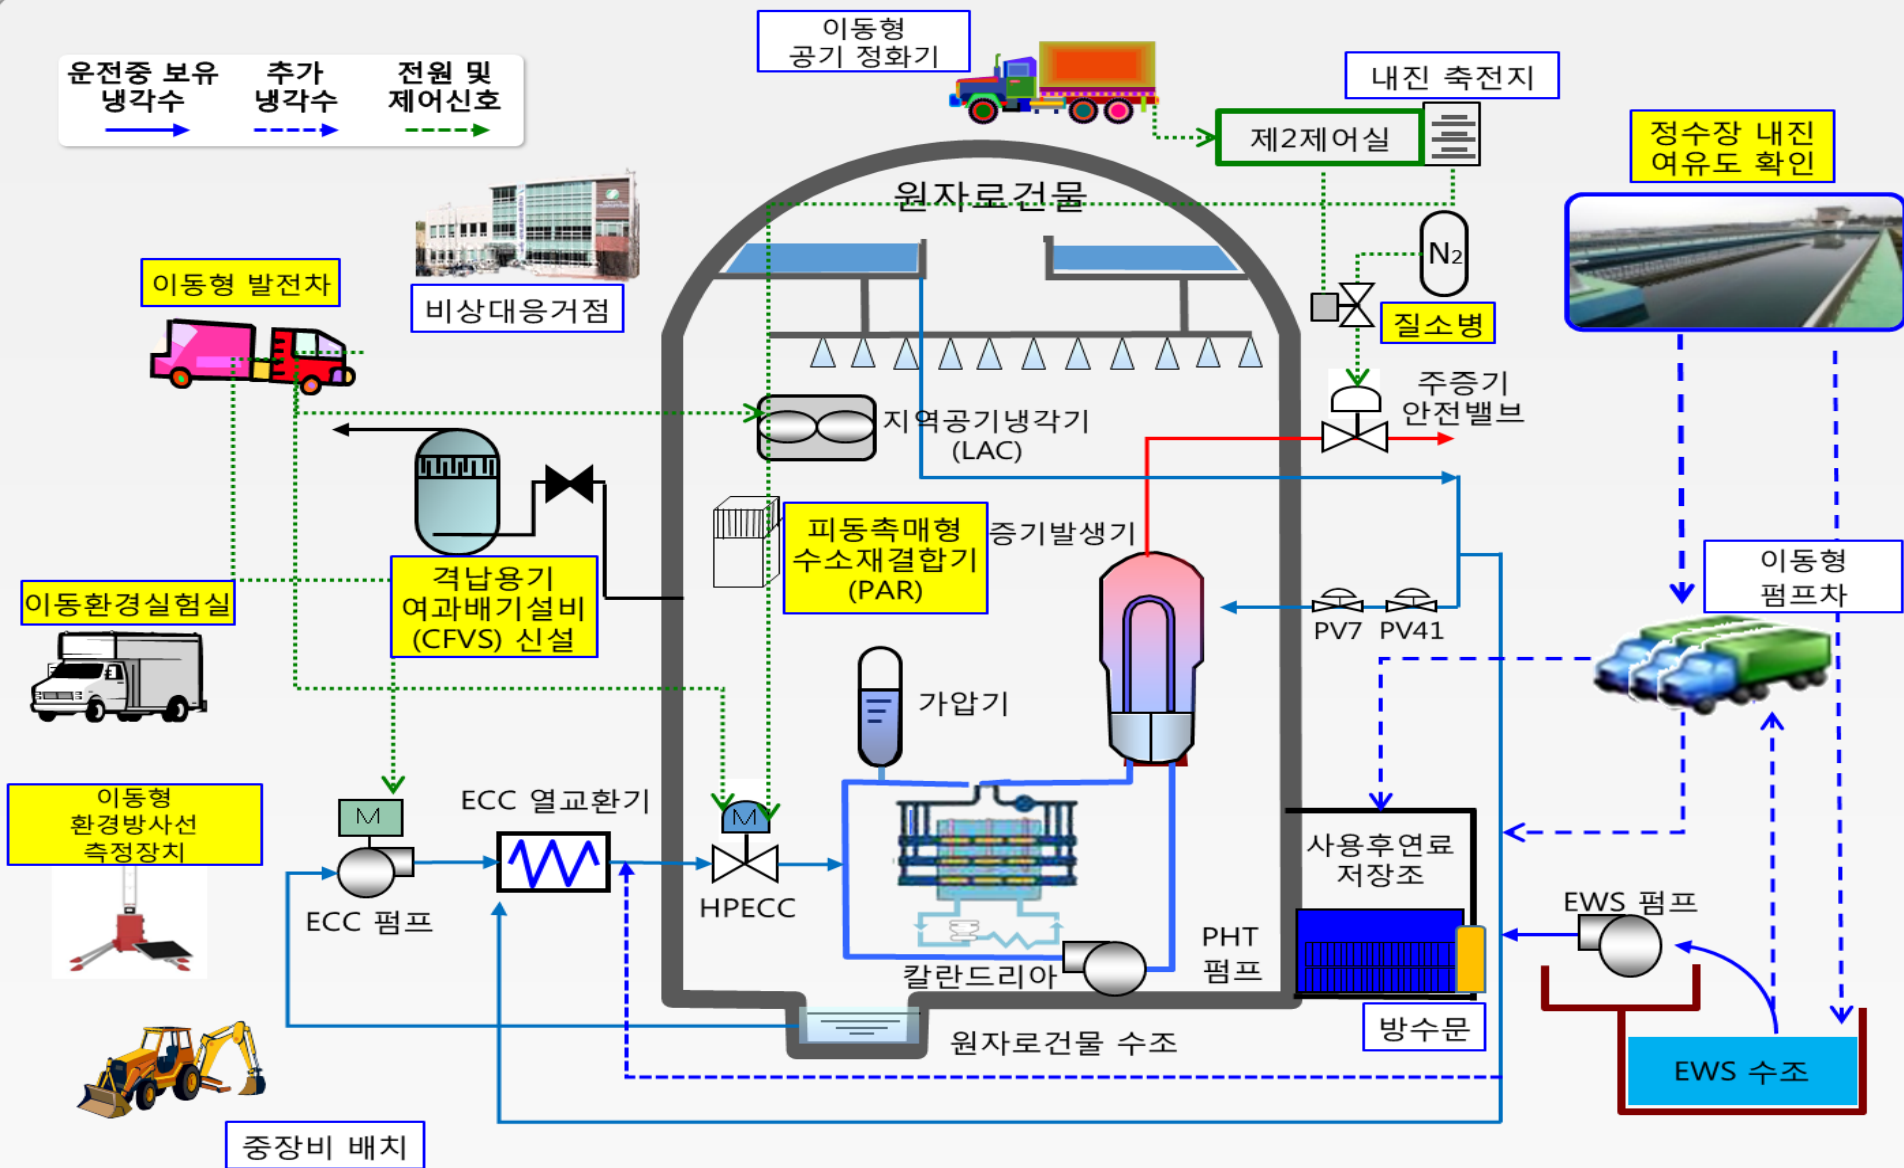 이동형
공기 정화기
내진 축전지
운전중 보유
냉각수
추가
냉각수
전원 및
제어신호
제2제어실
정수장 내진
여유도 확인
원자로건물
N2
이동형 발전차
비상대응거점
질소병
주증기
안전밸브
지역공기냉각기
(LAC)
피동촉매형
수소재결합기
(PAR)
증기발생기
격납용기
여과배기설비
(CFVS) 신설
이동형
펌프차
이동환경실험실
PV7
PV41
가압기
이동형
환경방사선
측정장치
M
ECC 열교환기
M
사용후연료
저장조
HPECC
ECC 펌프
EWS 펌프
PHT
펌프
칼란드리아
방수문
원자로건물 수조
EWS 수조
중장비 배치